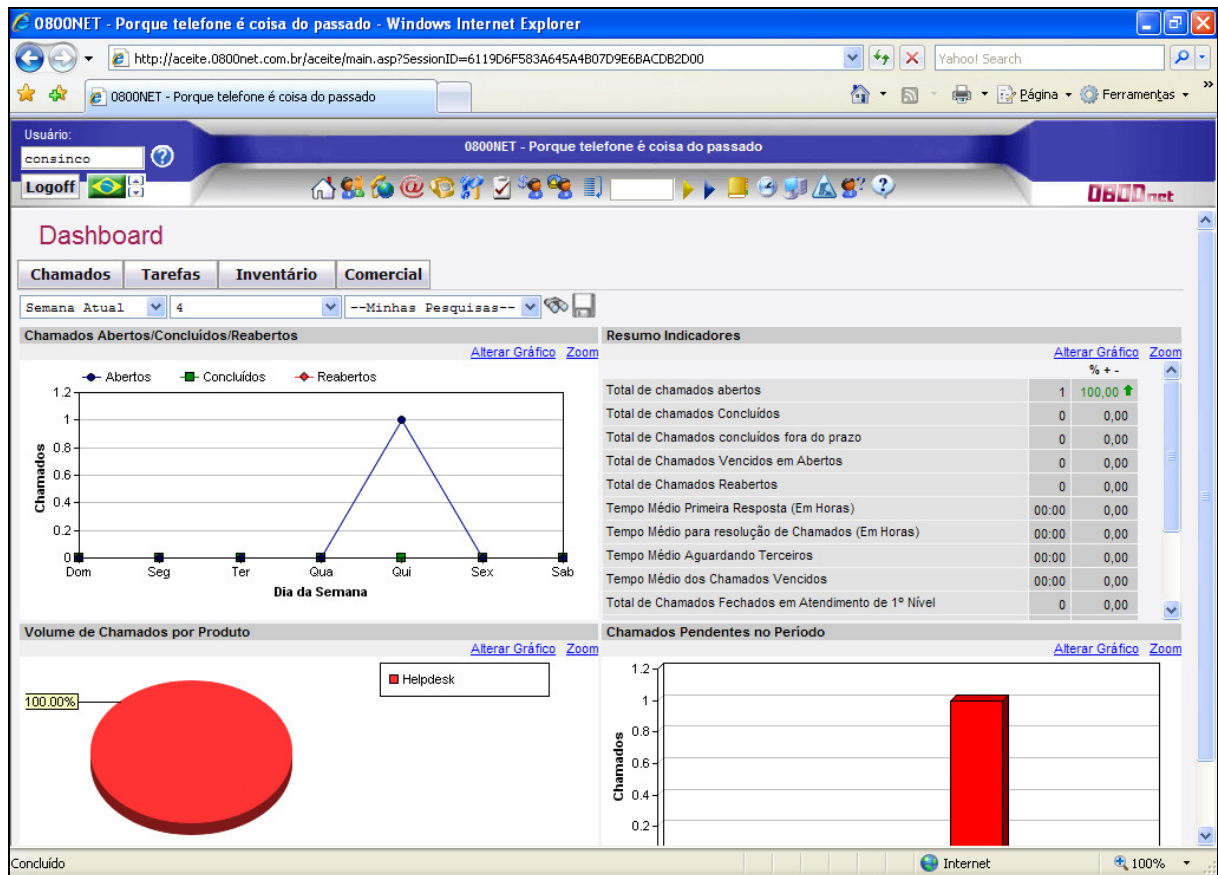 0800NET - Porque telefone é coisa do passado - Windows Internet Explorer
http://aceite.0800net.com.br/aceite/main.asp?SessionID=6119D6F583A645A4B07D9E6BACDB2D00
Yahoo! Search
0800NET - Porque telefone é coisa do passado
Página
Ferramentas
Usuário:
consinco
0800NET - Porque telefone é coisa do passado
Logoff
0800net
Dashboard
Chamados Tarefas Inventário Comercial
Semana Atual 4 --Minhas Pesquisas--
Chamados Abertos/Concluídos/Reabertos
Alterar Gráfico Zoom
Abertos Concluídos Reabertos
1.2
1
0.8
0.6
0.4
0.2
0
Chamados
Dom Seg Ter Qua Qui Sex Sab
Dia da Semana
Resumo Indicadores
Alterar Gráfico Zoom
% + -
Total de chamados abertos 1 100,00
Total de chamados Concluídos 0 0,00
Total de Chamados concluídos fora do prazo 0 0,00
Total de Chamados Vencidos em Abertos 0 0,00
Total de Chamados Reabertos 0 0,00
Tempo Médio Primeira Resposta (Em Horas) 00:00 0,00
Tempo Médio para resolução de Chamados (Em Horas) 00:00 0,00
Tempo Médio Aguardando Terceiros 00:00 0,00
Tempo Médio dos Chamados Vencidos 00:00 0,00
Total de Chamados Fechados em Atendimento de 1º Nível 0 0,00
Volume de Chamados por Produto
Alterar Gráfico Zoom
Helpdesk
100.00%
Chamados Pendentes no Período
Alterar Gráfico Zoom
1.2
1
0.8
0.6
0.4
0.2
Chamados
Concluído
Internet
100%